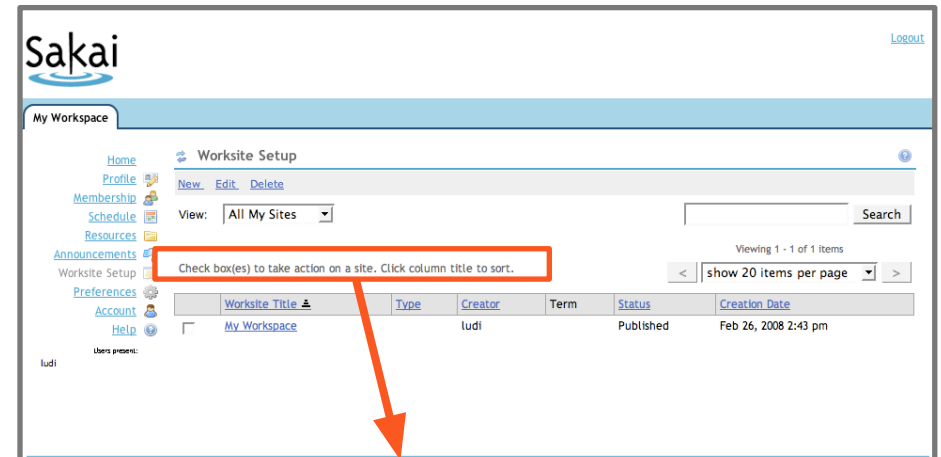 Sakai
Logout
My Workspace
Home
Profile
Membership
Schedule
Resources
Announcements
Worksite Setup
Preferences
Account
Help
Users present:
ludi
Worksite Setup
New Edit Delete
View: All My Sites
Search
Viewing 1 - 1 of 1 items
Check box(es) to take action on a site. Click column title to sort.
< show 20 items per page >
Worksite Title Type Creator Term Status Creation Date
My Workspace ludi Published Feb 26, 2008 2:43 pm